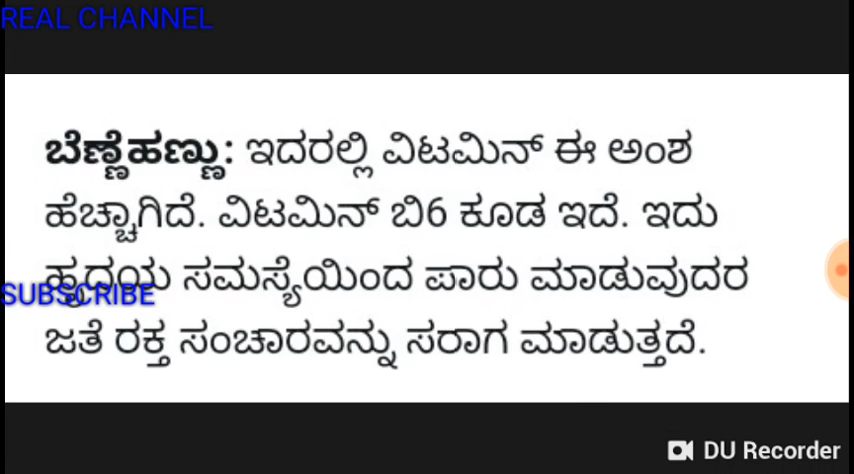 REAL CHANNEL
ಬೆಣ್ಣೆಹಣ್ಣು: ಇದರಲ್ಲಿ ವಿಟಮಿನ್ ಈ ಅಂಶ
ಹೆಚ್ಚಾಗಿದೆ. ವಿಟಮಿನ್ ಬಿ6 ಕೂಡ ಇದೆ. ಇದು
ಹೃದಯ ಸಮಸ್ಯೆಯಿಂದ ಪಾರು ಮಾಡುವುದರ
SUBSCRIBE
ಜತೆ ರಕ್ತ ಸಂಚಾರವನ್ನು ಸರಾಗ ಮಾಡುತ್ತದೆ.
DU Recorder